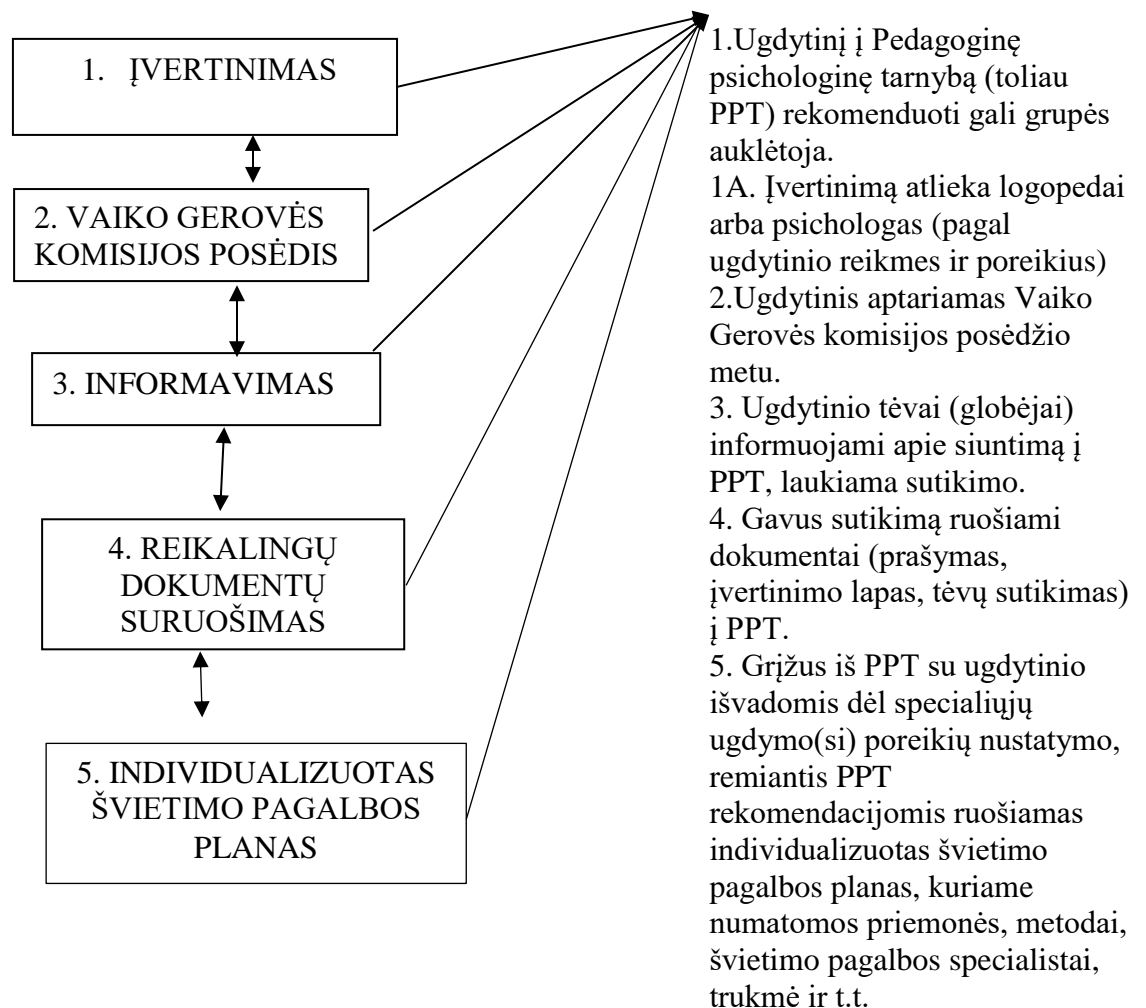 1. ĮVERTINIMAS
2. VAIKO GEROVĖS
KOMISIJOS POSĖDIS
3. INFORMAVIMAS
4. REIKALINGŲ
DOKUMENTŲ
SURUOŠIMAS
5. INDIVIDUALIZUOTAS
ŠVIETIMO PAGALBOS
PLANAS
1.Ugdytinį į Pedagoginę
psichologinę tarnybą (toliau
PPT) rekomenduoti gali grupės
auklėtoja.
1A. Įvertinimą atlieka logopedai
arba psichologas (pagal
ugdytinio reikmes ir poreikius)
2.Ugdytinis aptariamas Vaiko
Gerovės komisijos posėdžio
metu.
3. Ugdytinio tėvai (globėjai)
informuojami apie siuntimą į
PPT, laukiama sutikimo.
4. Gavus sutikimą ruošiami
dokumentai (prašymas,
įvertinimo lapas, tėvų sutikimas)
į PPT.
5. Grįžus iš PPT su ugdytinio
išvadomis dėl specialiųjų
ugdymo(si) poreikių nustatymo,
remiantis PPT
rekomendacijomis ruošiamas
individualizuotas švietimo
pagalbos planas, kuriame
numatomos priemonės, metodai,
švietimo pagalbos specialistai,
trukmė ir t.t.